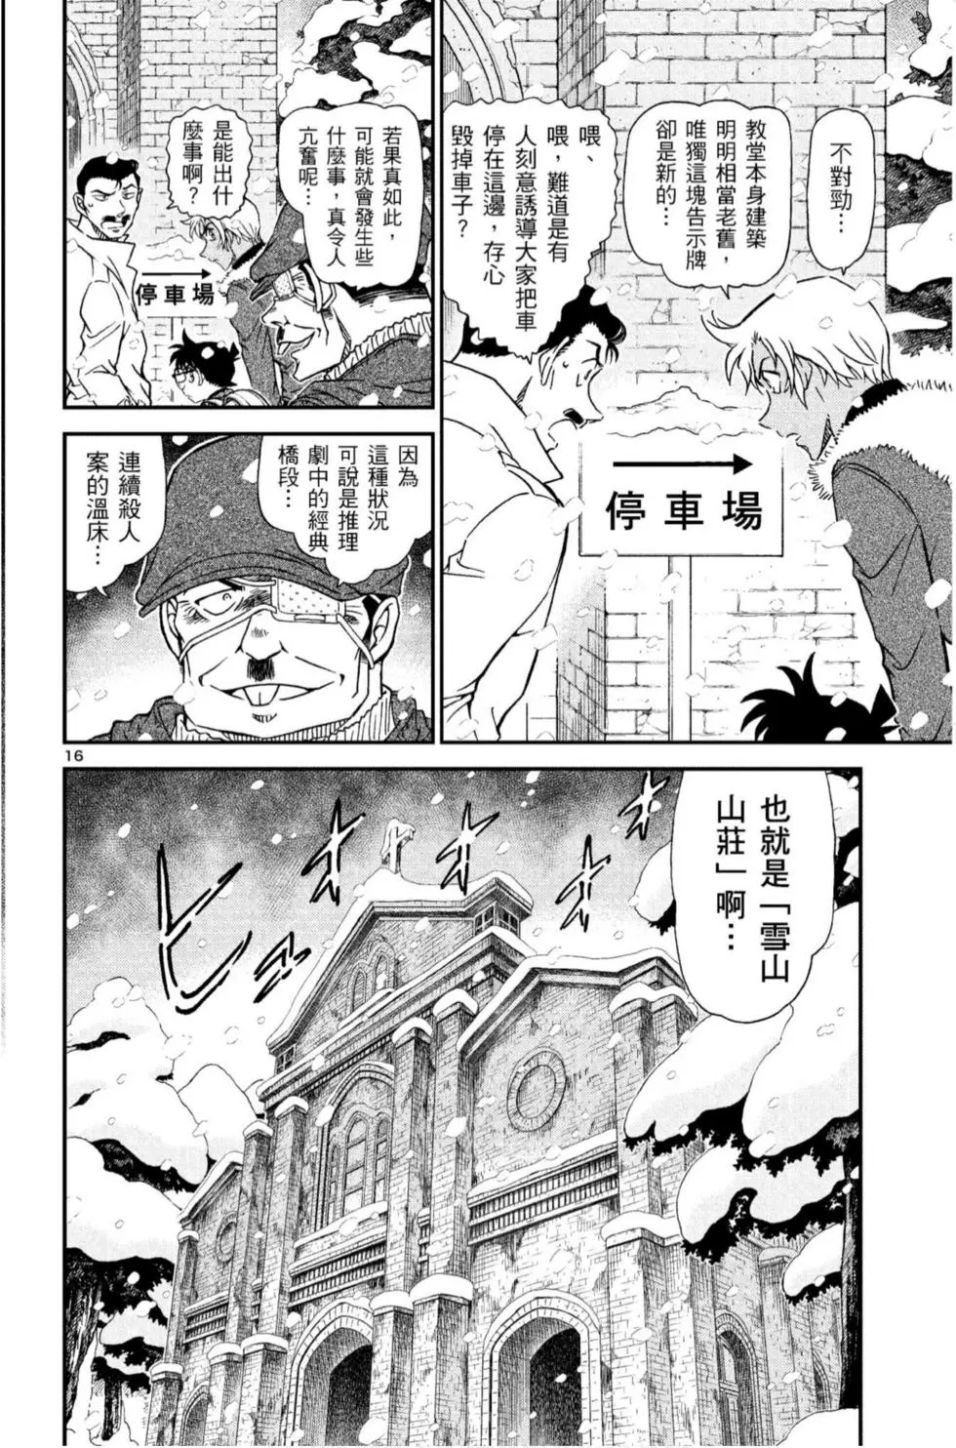 不對勁…
教堂本身建築
明明相當老舊，
唯獨這塊告示牌
卻是新的…
喂、
喂，難道是有
人刻意誘導大家把車
停在這邊，存心
毀掉車子？
停車場
若果真如此，
可能就會發生些
什麼事，真令人
亢奮呢…
是能出什
麼事啊？
停車場
因為
這種狀況
可說是推理
劇中的經典
橋段…
連續殺人
案的溫床…
16
也就是「雪山
山莊」啊…
ビュォォォォ